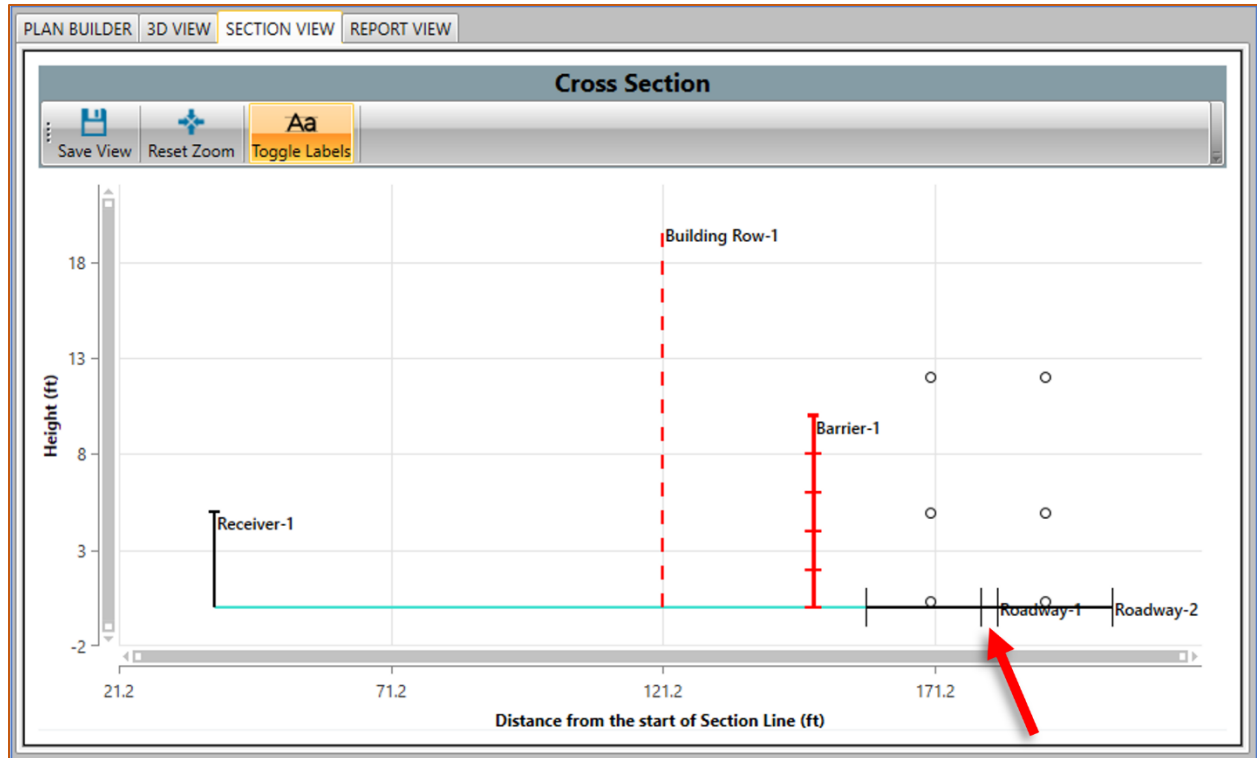 PLAN BUILDER 3D VIEW SECTION VIEW REPORT VIEW
Cross Section
Aa
Save View Reset Zoom Toggle Labels
Building Row-1
18
13
Height (ft)
Barrier-1
8
Receiver-1
3
Roadway-1 Roadway-2
-2
21.2 71.2 121.2 171.2
Distance from the start of Section Line (ft)